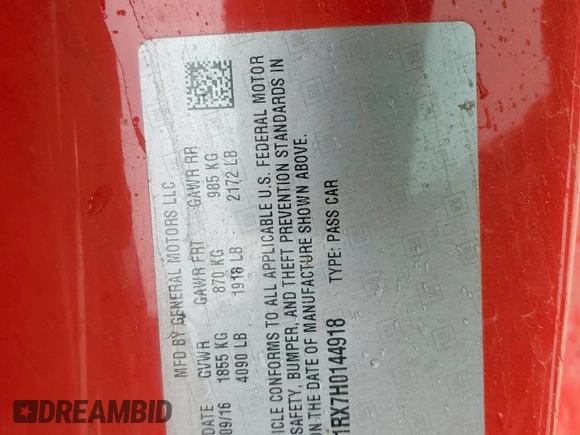 MFD BY GENERAL MOTORS LLC
DATE GVWR GAWR FRT GAWR RR
09/16 1855 KG 870 KG 985 KG
4090 LB 1918 LB 2172 LB
ICLE CONFORMS TO ALL APPLICABLE U.S. FEDERAL MOTOR
SAFETY, BUMPER, AND THEFT PREVENTION STANDARDS IN
ON THE DATE OF MANUFACTURE SHOWN ABOVE.
1RX7H0144918 TYPE: PASS CAR
EPICBID
DREAMBID